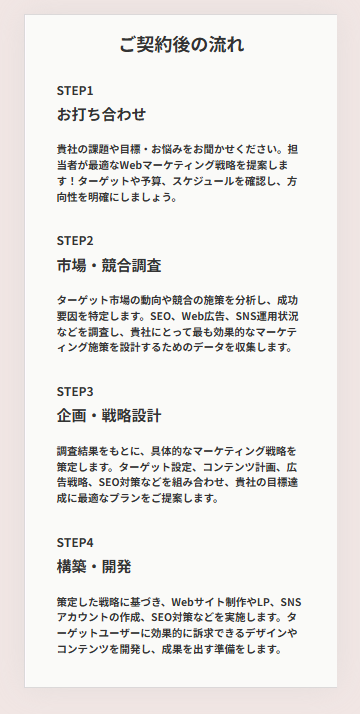 ご契約後の流れ
STEP1
お打ち合わせ
貴社の課題や目標・お悩みをお聞かせください。担
当者が最適なWebマーケティング戦略を提案しま
す！ターゲットや予算、スケジュールを確認し、方
向性を明確にしましょう。
STEP2
市場・競合調査
ターゲット市場の動向や競合の施策を分析し、成功
要因を特定します。SEO、Web広告、SNS運用状況
などを調査し、貴社にとって最も効果的なマーケテ
ィング施策を設計するためのデータを収集します。
STEP3
企画・戦略設計
調査結果をもとに、具体的なマーケティング戦略を
策定します。ターゲット設定、コンテンツ計画、広
告戦略、SEO対策などを組み合わせ、貴社の目標達
成に最適なプランをご提案します。
STEP4
構築・開発
策定した戦略に基づき、Webサイト制作やLP、SNS
アカウントの作成、SEO対策などを実施します。タ
ーゲットユーザーに効果的に訴求できるデザインや
コンテンツを開発し、成果を出す準備をします。